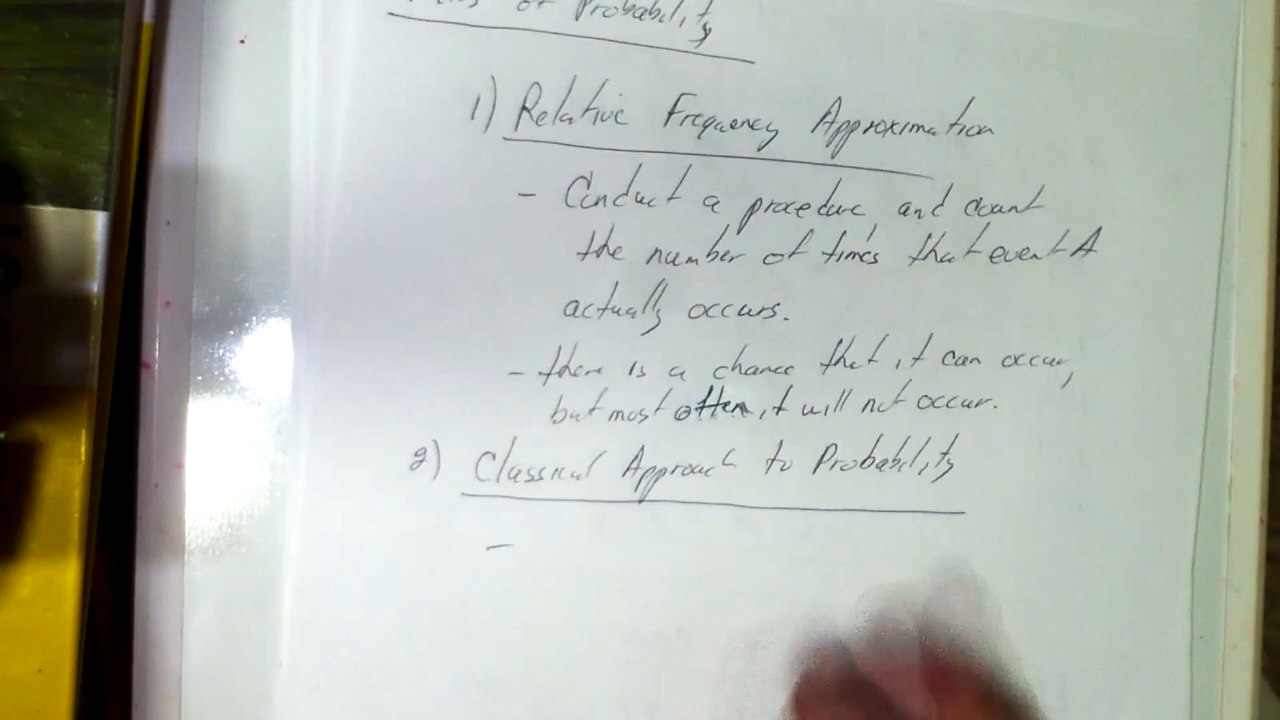 of Probability
1) Relative Frequency Approximation
- Conduct a procedure, and count
the number of times that event A
actually occurs.
- there is a chance that it can occur,
but most often it will not occur.
2) Classical Approach to Probability
-